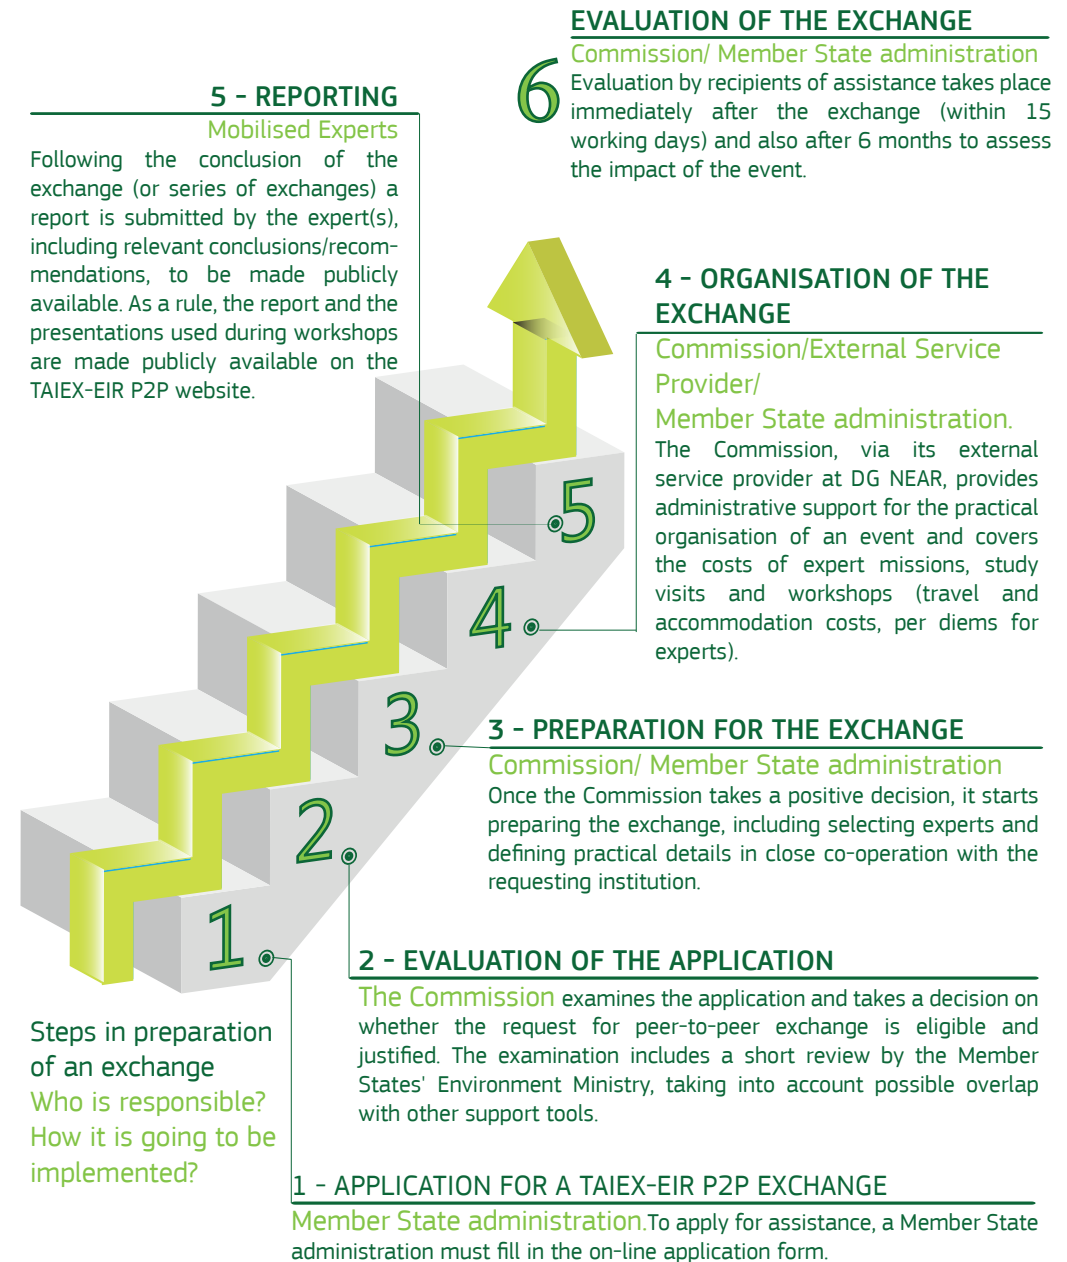 EVALUATION OF THE EXCHANGE
Commission/ Member State administration
6
Evaluation by recipients of assistance takes place
immediately after the exchange (within 15
working days) and also after 6 months to assess
the impact of the event.
5 - REPORTING
Mobilised Experts
Following the conclusion of the
exchange (or series of exchanges) a
report is submitted by the expert(s),
including relevant conclusions/recom-
mendations, to be made publicly
available. As a rule, the report and the
presentations used during workshops
are made publicly available on the
TAIEX-EIR P2P website.
4 - ORGANISATION OF THE
EXCHANGE
Commission/External Service
Provider/
Member State administration.
The Commission, via its external
service provider at DG NEAR, provides
administrative support for the practical
organisation of an event and covers
the costs of expert missions, study
visits and workshops (travel and
accommodation costs, per diems for
experts).
5
4
3
2
1
3 - PREPARATION FOR THE EXCHANGE
Commission/ Member State administration
Once the Commission takes a positive decision, it starts
preparing the exchange, including selecting experts and
defining practical details in close co-operation with the
requesting institution.
2 - EVALUATION OF THE APPLICATION
The Commission examines the application and takes a decision on
whether the request for peer-to-peer exchange is eligible and
justified. The examination includes a short review by the Member
States' Environment Ministry, taking into account possible overlap
with other support tools.
Steps in preparation
of an exchange
Who is responsible?
How it is going to be
implemented?
1 - APPLICATION FOR A TAIEX-EIR P2P EXCHANGE
Member State administration.To apply for assistance, a Member State
administration must fill in the on-line application form.